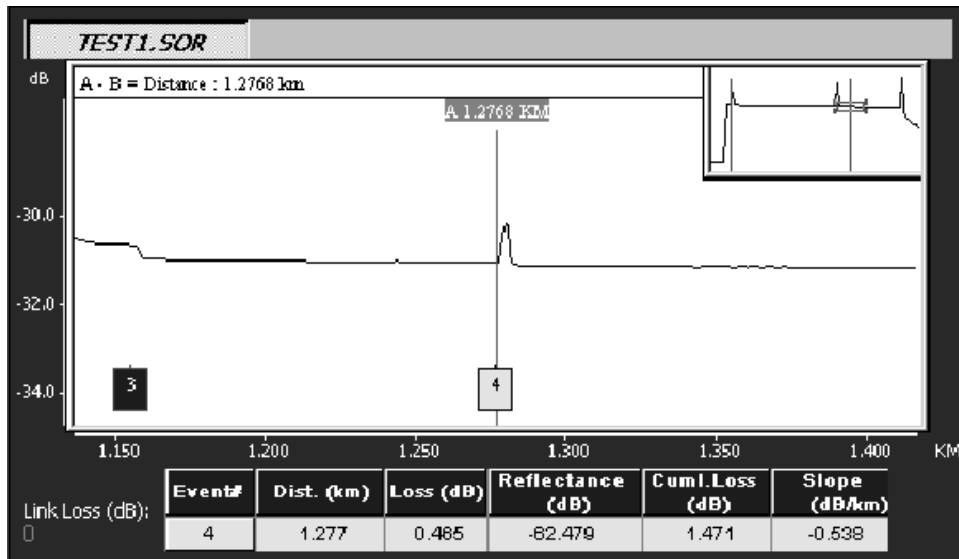 TEST1.SOR
dB
A - B = Distance : 1.2768 km
A 1.2768 KM
-30.0
-32.0
-34.0
3
4
1.150 1.200 1.250 1.300 1.350 1.400 KM
Link Loss (dB):
0
Event# Dist. (km) Loss (dB) Reflectance (dB) Cuml.Loss (dB) Slope (dB/km)
4 1.277 0.465 -62.479 1.471 -0.538